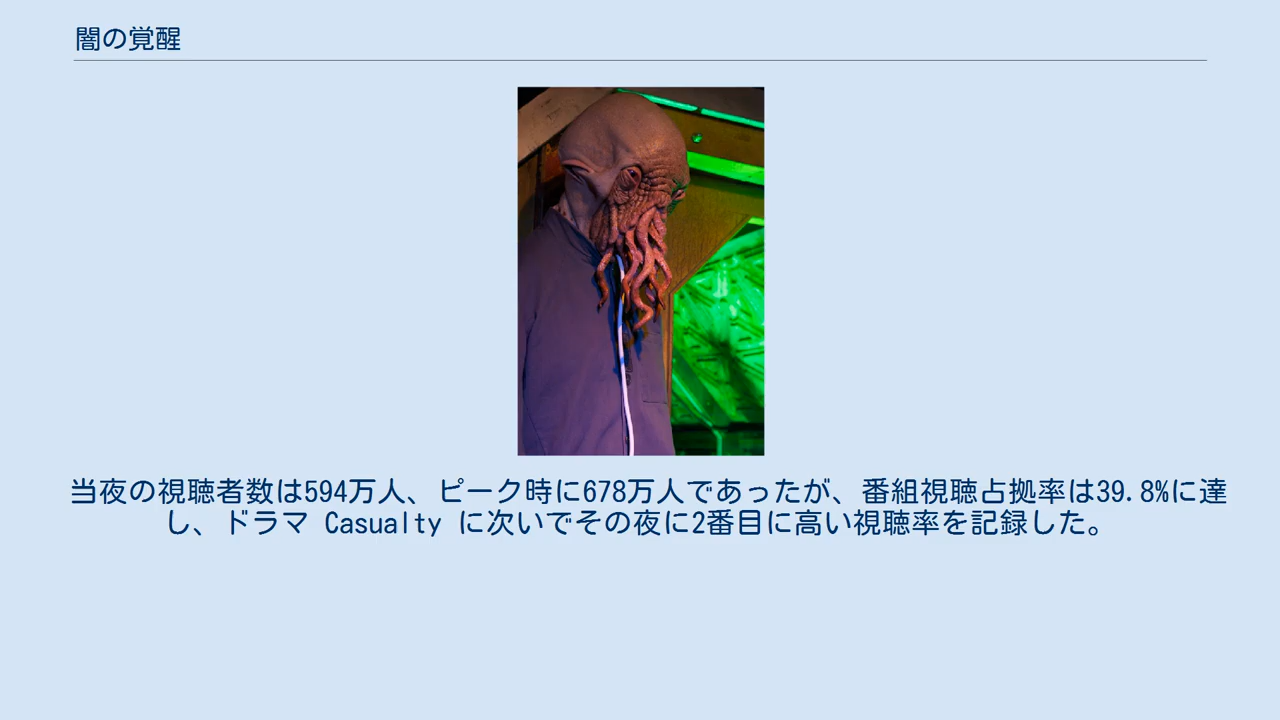 闇の覚醒
当夜の視聴者数は594万人、ピーク時に678万人であったが、番組視聴占拠率は39.8%に達
し、ドラマ Casualty に次いでその夜に2番目に高い視聴率を記録した。